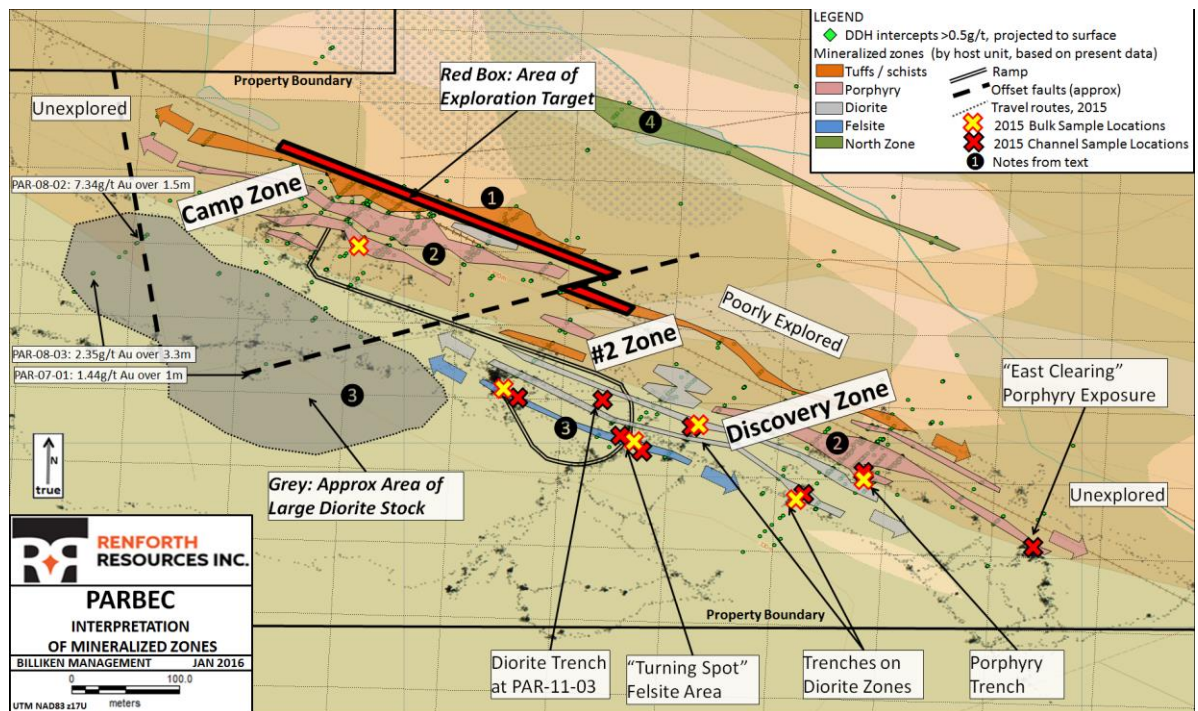 LEGEND
DDH intercepts >0.5g/t, projected to surface
Mineralized zones (by host unit, based on present data)
Tuffs / schists
Porphyry
Diorite
Felsite
North Zone
Ramp
Offset faults (approx)
Travel routes, 2015
2015 Bulk Sample Locations
2015 Channel Sample Locations
1 Notes from text
Property Boundary
Red Box: Area of
Exploration Target
Unexplored
4
PAR-08-02: 7.34g/t Au over 1.5m
Camp Zone
1
2
Poorly Explored
#2 Zone
PAR-08-03: 2.35g/t Au over 3.3m
PAR-07-01: 1.44g/t Au over 1m
3
"East Clearing"
Porphyry Exposure
Discovery Zone
3
2
N
true
Grey: Approx Area of
Large Diorite Stock
Unexplored
RENFORTH
RESOURCES INC.
PARBEC
INTERPRETATION
OF MINERALIZED ZONES
BILLIKEN MANAGEMENT JAN 2016
0 100.0
meters
UTM NAD83 z17U
Property Boundary
Diorite Trench
at PAR-11-03
"Turning Spot"
Felsite Area
Trenches on
Diorite Zones
Porphyry
Trench